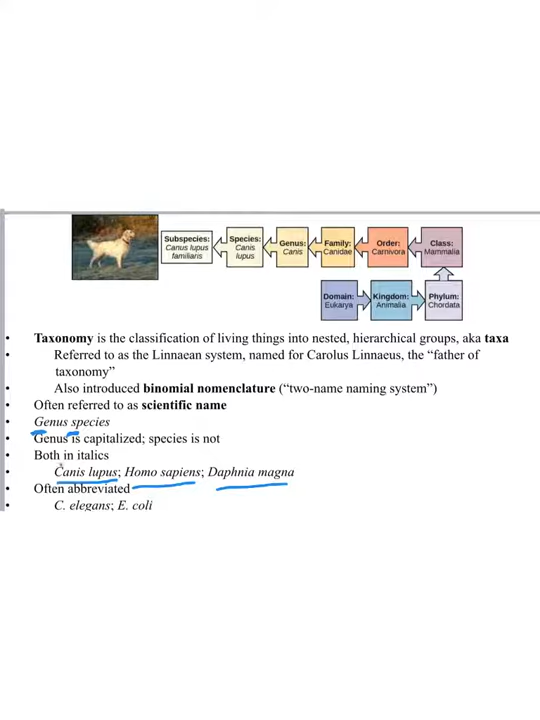 Subspecies:
Canus lupus
familiaris
Species:
Canis
lupus
Genus:
Canis
Family:
Canidae
Order:
Carnivora
Class:
Mammalia
Domain:
Eukarya
Kingdom:
Animalia
Phylum:
Chordata
• Taxonomy is the classification of living things into nested, hierarchical groups, aka taxa
• Referred to as the Linnaean system, named for Carolus Linnaeus, the “father of
taxonomy”
• Also introduced binomial nomenclature (“two-name naming system”)
• Often referred to as scientific name
• Genus species
• Genus is capitalized; species is not
• Both in italics
• Canis lupus; Homo sapiens; Daphnia magna
• Often abbreviated
• C. elegans; E. coli